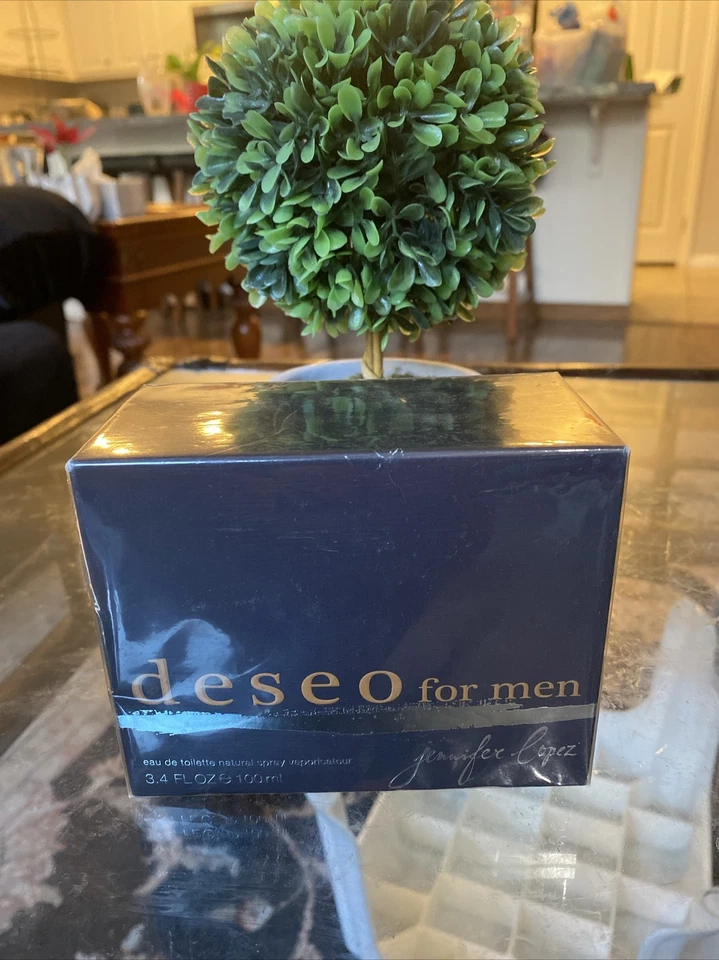 deseo for men
jennifer lopez
eau de toilette natural spray vaporisateur
3.4 FL OZ ℮ 100 ml